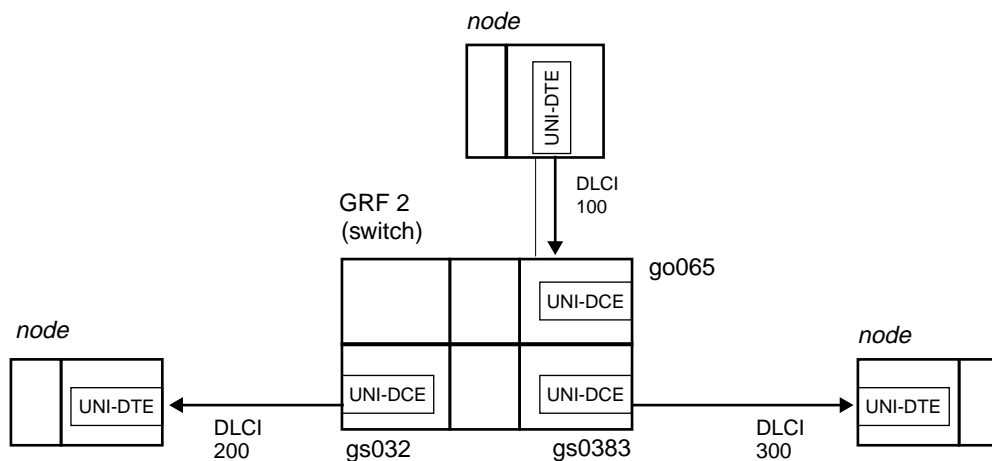 node
UNI-DTE
DLCI
100
GRF 2
(switch)
go065
UNI-DCE
node
node
UNI-DTE
UNI-DCE
UNI-DCE
UNI-DTE
DLCI
200
gs032
gs0383
DLCI
300